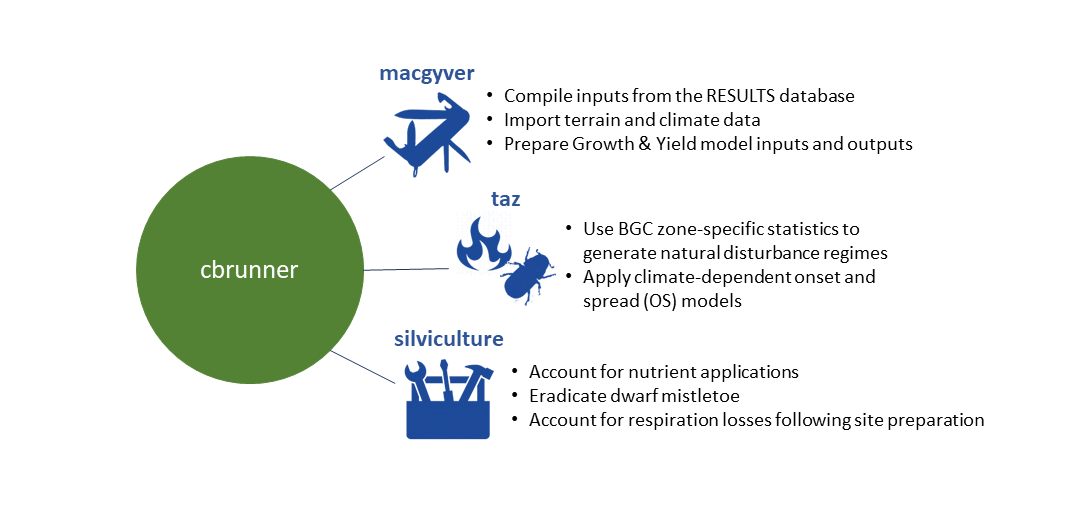 macgyver
• Compile inputs from the RESULTS database
• Import terrain and climate data
• Prepare Growth & Yield model inputs and outputs
taz
• Use BGC zone-specific statistics to
generate natural disturbance regimes
• Apply climate-dependent onset and
spread (OS) models
cbrunner
silviculture
• Account for nutrient applications
• Eradicate dwarf mistletoe
• Account for respiration losses following site preparation